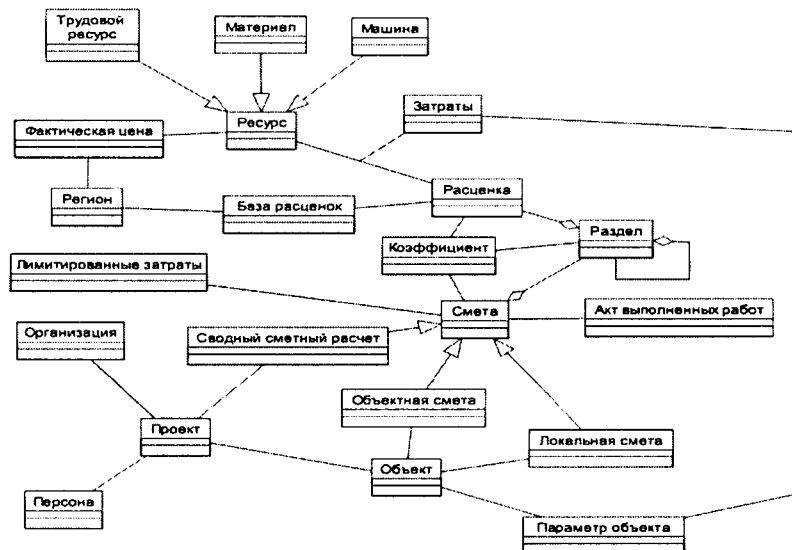 Трудовой
ресурс
Материал
Машина
Затраты
Фактическая цена
Ресурс
Регион
База расценок
Расценка
Раздел
Коэффициент
Лимитированные затраты
Смета
Акт выполненных работ
Организация
Сводный сметный расчет
Объектная смета
Проект
Локальная смета
Объект
Персона
Параметр объекта